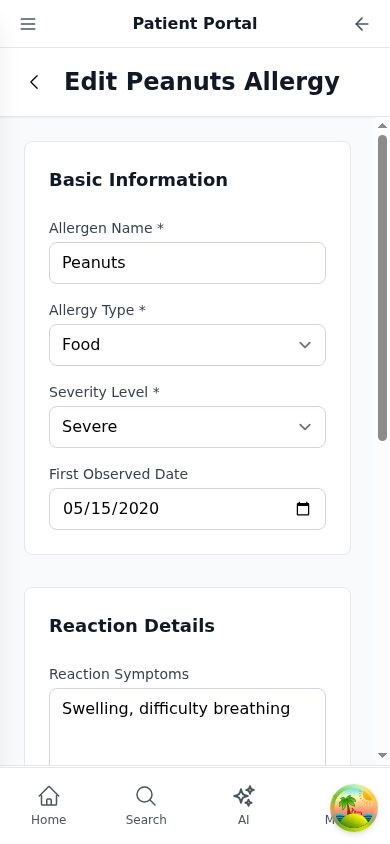 Patient Portal
Edit Peanuts Allergy
Basic Information
Allergen Name *
Peanuts
Allergy Type *
Food
Severity Level *
Severe
First Observed Date
05/15/2020
Reaction Details
Reaction Symptoms
Swelling, difficulty breathing
Home
Search
AI